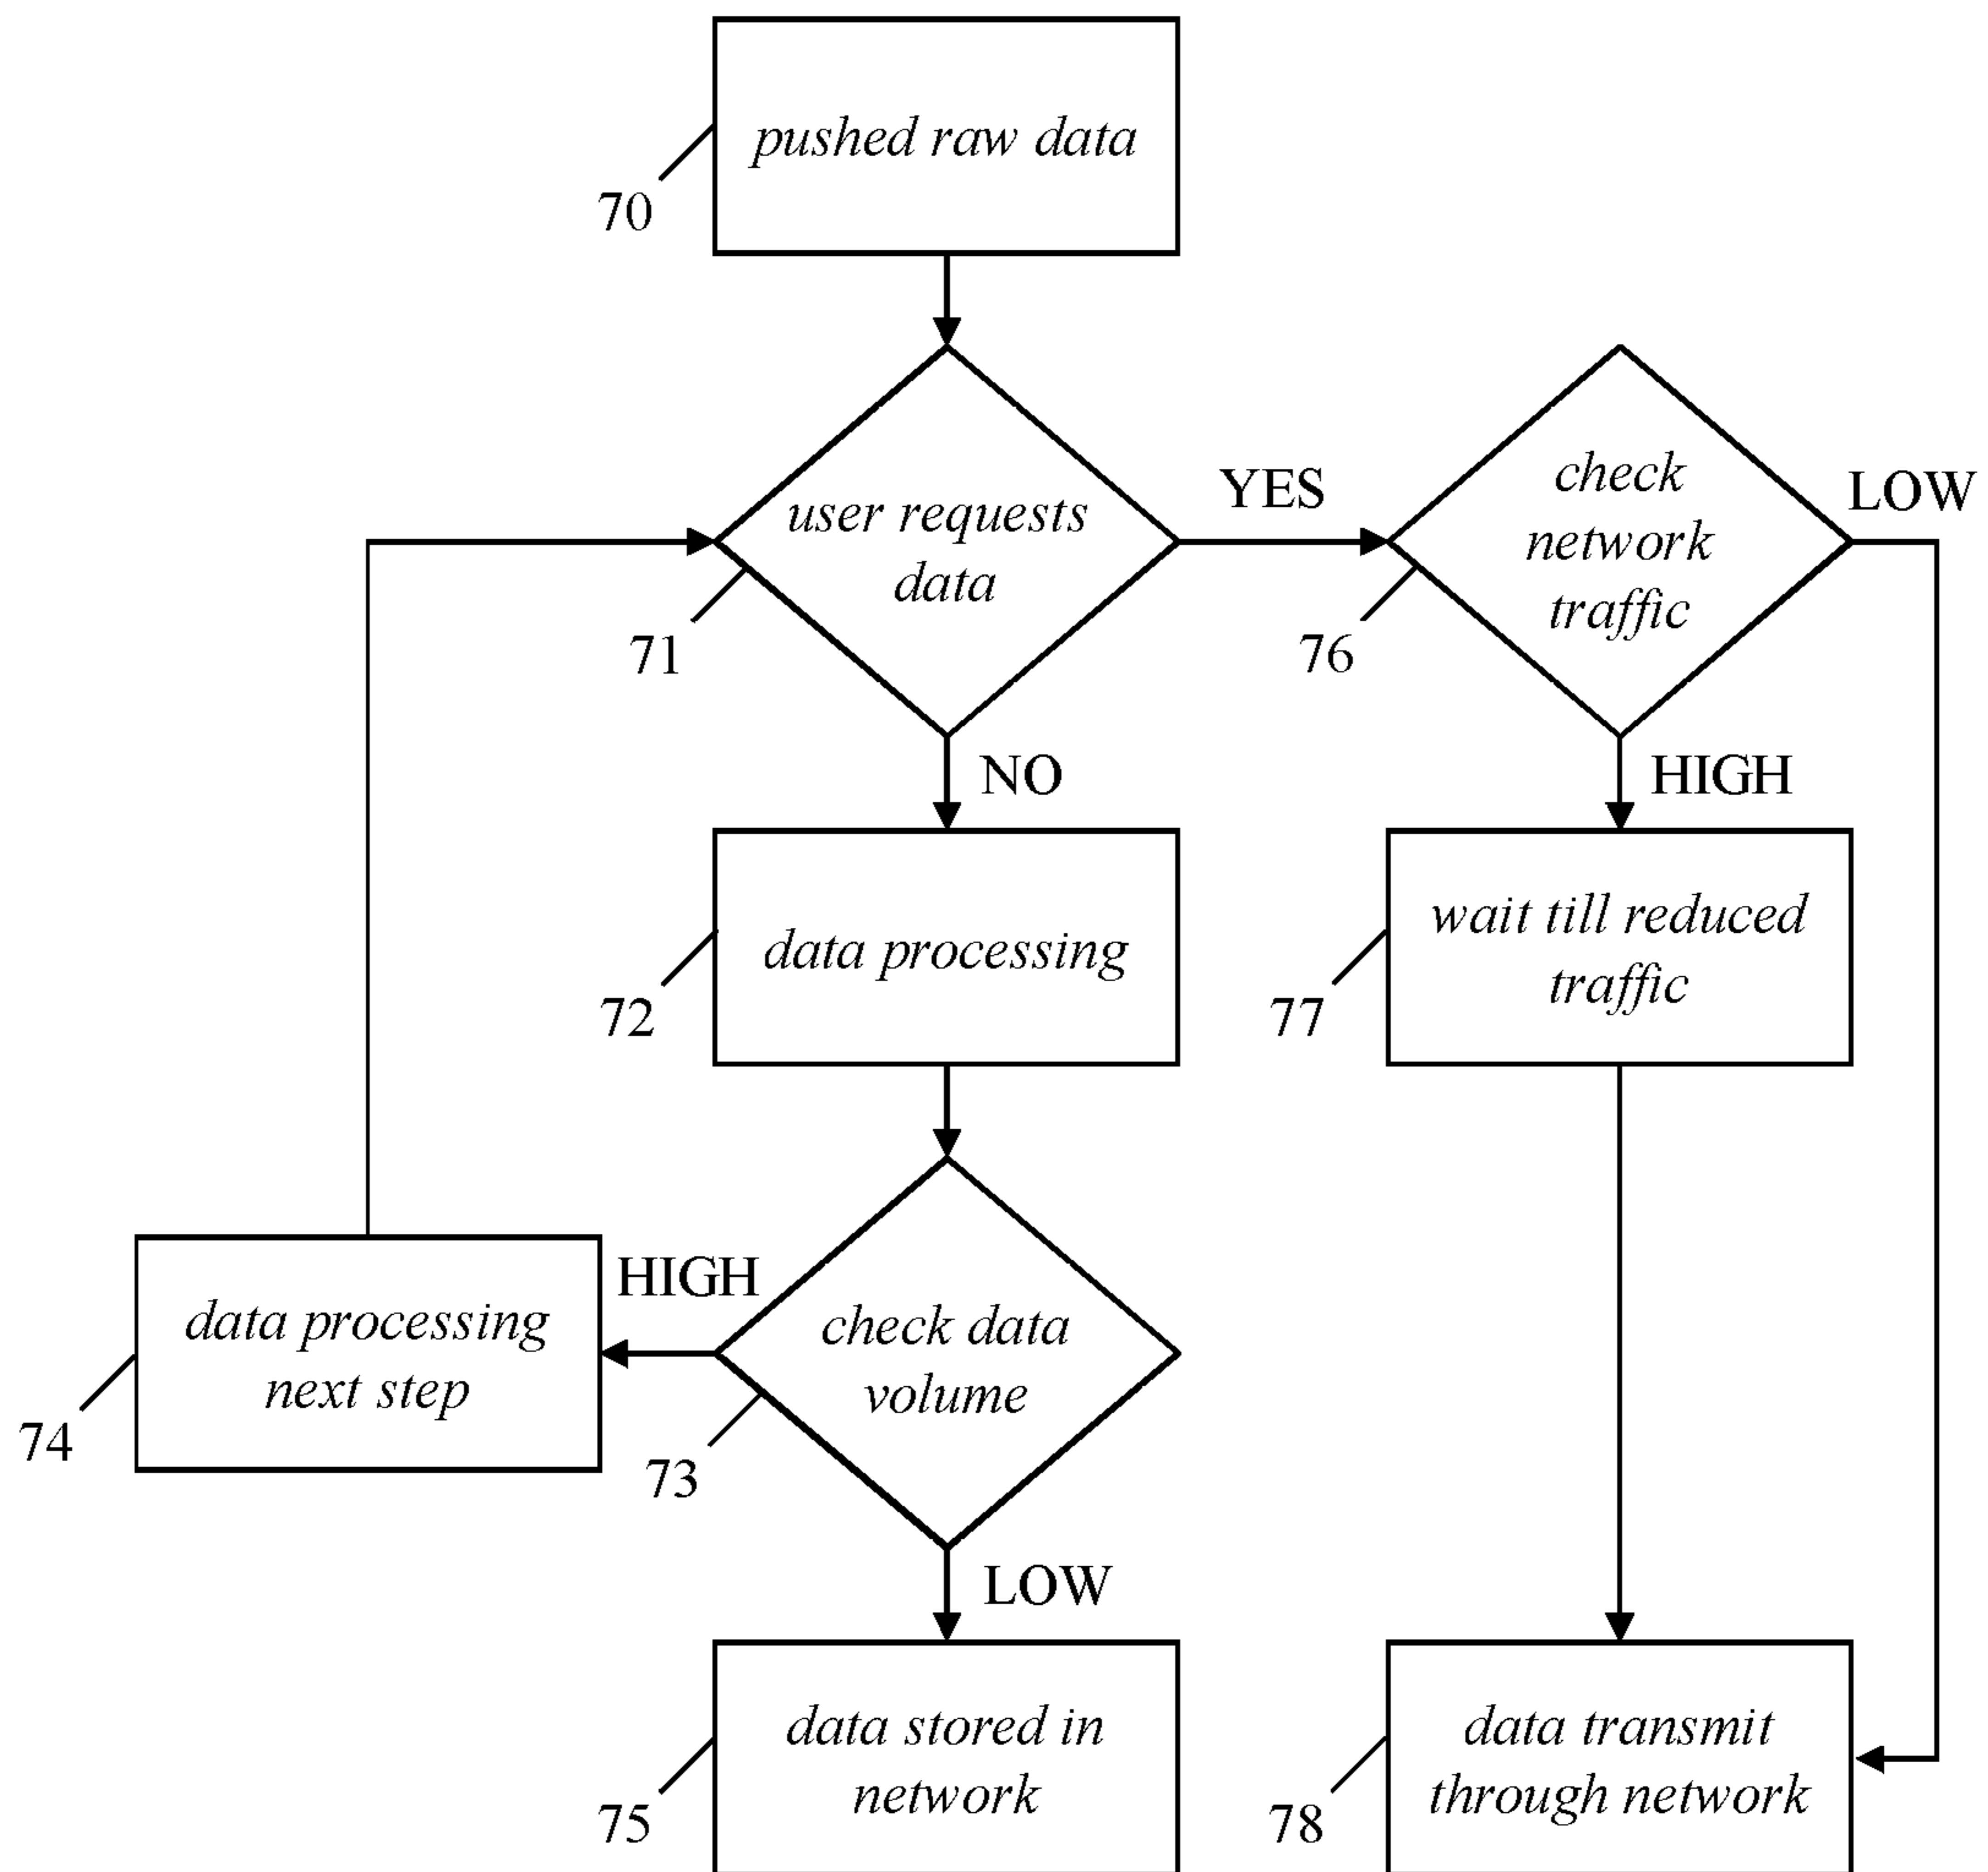 pushed raw data
70
user requests
data
71
YES
check
network
traffic
76
LOW
NO
HIGH
data processing
72
wait till reduced
traffic
77
HIGH
data processing
next step
74
check data
volume
73
LOW
data stored in
network
75
data transmit
through network
78